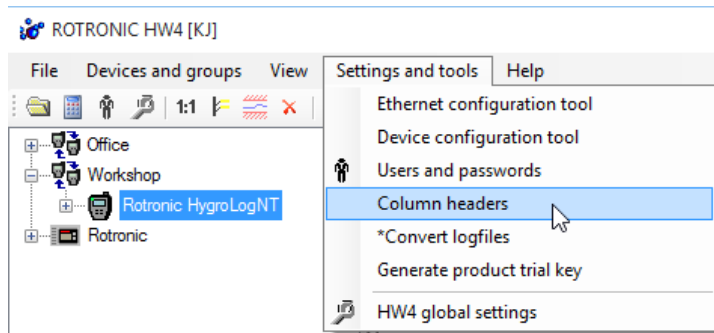 ROTRONIC HW4 [KJ]
File Devices and groups View Settings and tools Help
1:1
Office
Workshop
Rotronic HygroLogNT
Rotronic
Ethernet configuration tool
Device configuration tool
Users and passwords
Column headers
*Convert logfiles
Generate product trial key
HW4 global settings